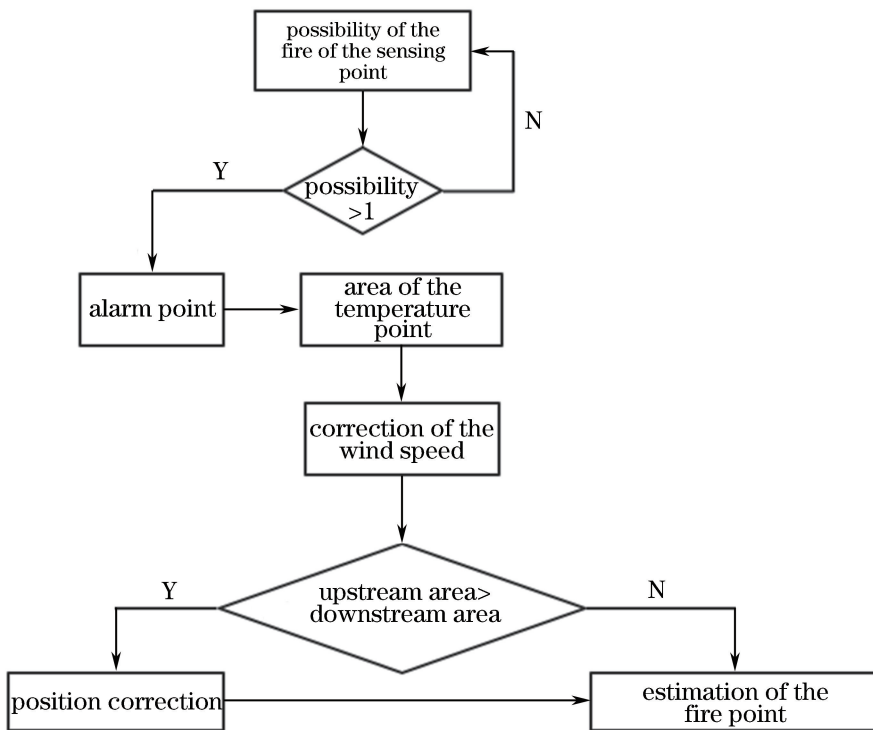 possibility of the
fire of the sensing
point
N
Y
possibility
>1
alarm point
area of the
temperature
point
correction of the
wind speed
Y
upstream area>
downstream area
N
position correction
estimation of the
fire point